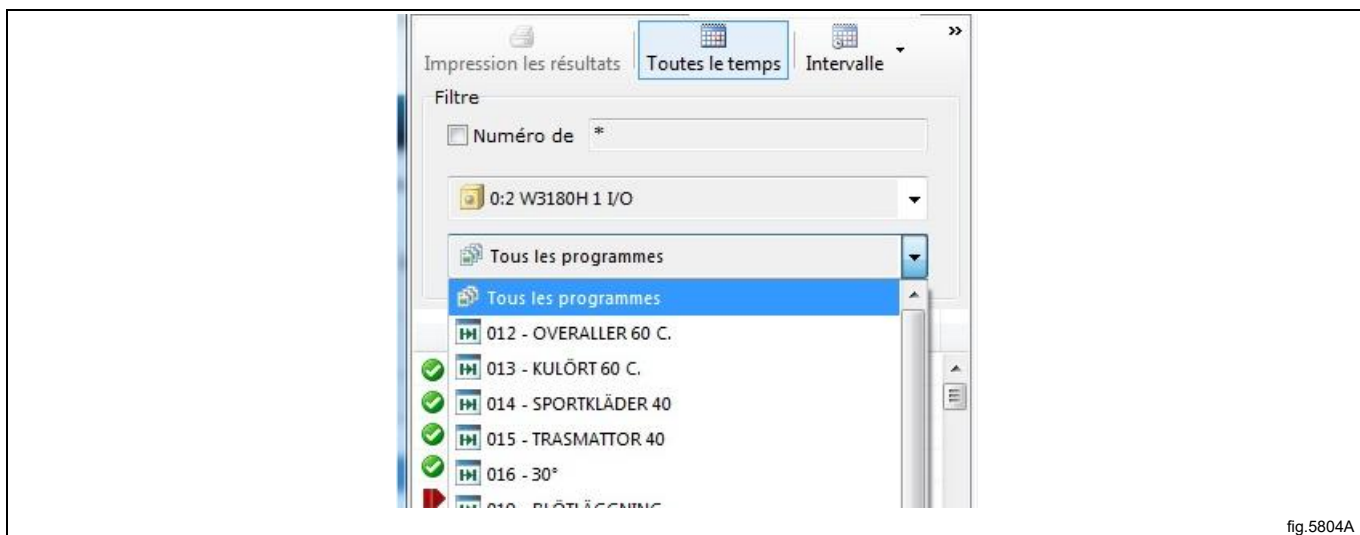 »
Impression les résultats Toutes le temps Intervalle
Filtre
Numéro de *
0:2 W3180H 1 I/O
Tous les programmes
Tous les programmes
012 - OVERALLER 60 C.
013 - KULÖRT 60 C.
014 - SPORTKLÄDER 40
015 - TRASMATTOR 40
016 - 30°
BLÖTLÄGGNING
fig.5804A